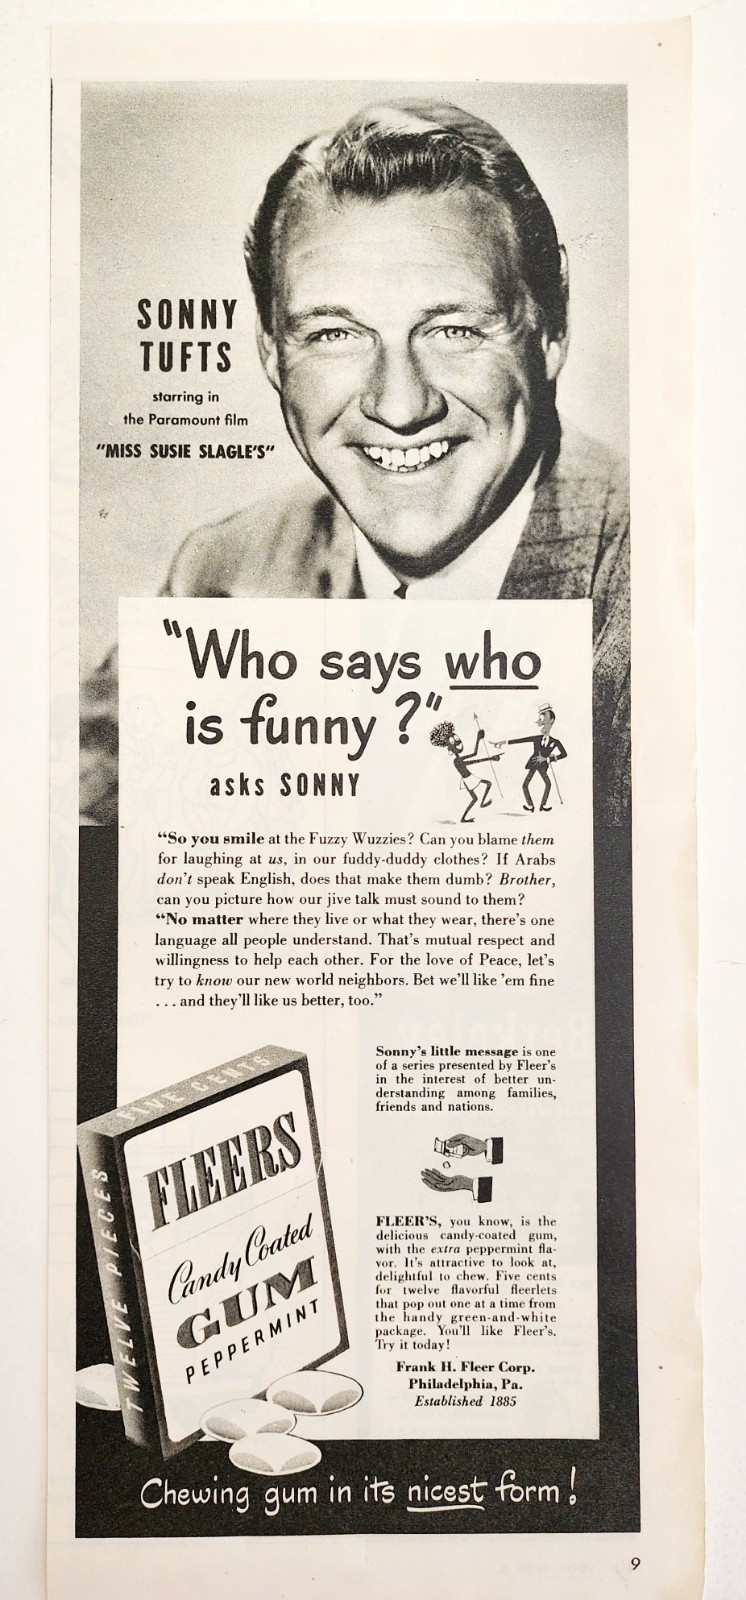 SONNY
TUFTS
starring in
the Paramount film
"MISS SUSIE SLAGLE'S"
"Who says who
is funny?"
asks SONNY
"So you smile at the Fuzzy Wuzzies? Can you blame them
for laughing at us, in our fuddy-duddy clothes? If Arabs
don't speak English, does that make them dumb? Brother,
can you picture how our jive talk must sound to them?
"No matter where they live or what they wear, there's one
language all people understand. That's mutual respect and
willingness to help each other. For the love of Peace, let's
try to know our new world neighbors. Bet we'll like 'em fine
... and they'll like us better, too."
Sonny's little message is one
of a series presented by Fleer's
in the interest of better un-
derstanding among families,
friends and nations.
FIVE CENTS
TWELVE PIECES
FLEERS
Candy Coated
GUM
PEPPERMINT
FLEER'S, you know, is the
delicious candy-coated gum,
with the extra peppermint fla-
vor. It's attractive to look at,
delightful to chew. Five cents
for twelve flavorful fleerlets
that pop out one at a time from
the handy green-and-white
package. You'll like Fleer's.
Try it today!
Frank H. Fleer Corp.
Philadelphia, Pa.
Established 1885
Chewing gum in its nicest form!
9